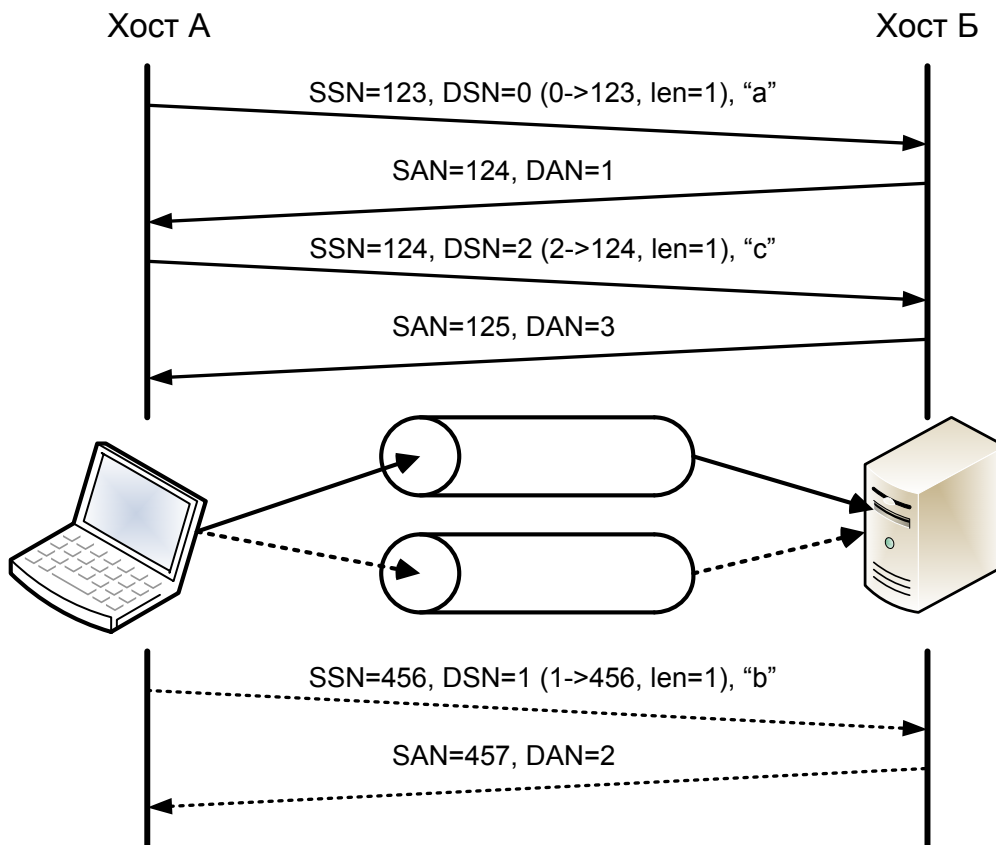 Хост А
Хост Б
SSN=123, DSN=0 (0->123, len=1), “a”
SAN=124, DAN=1
SSN=124, DSN=2 (2->124, len=1), “c”
SAN=125, DAN=3
SSN=456, DSN=1 (1->456, len=1), “b”
SAN=457, DAN=2